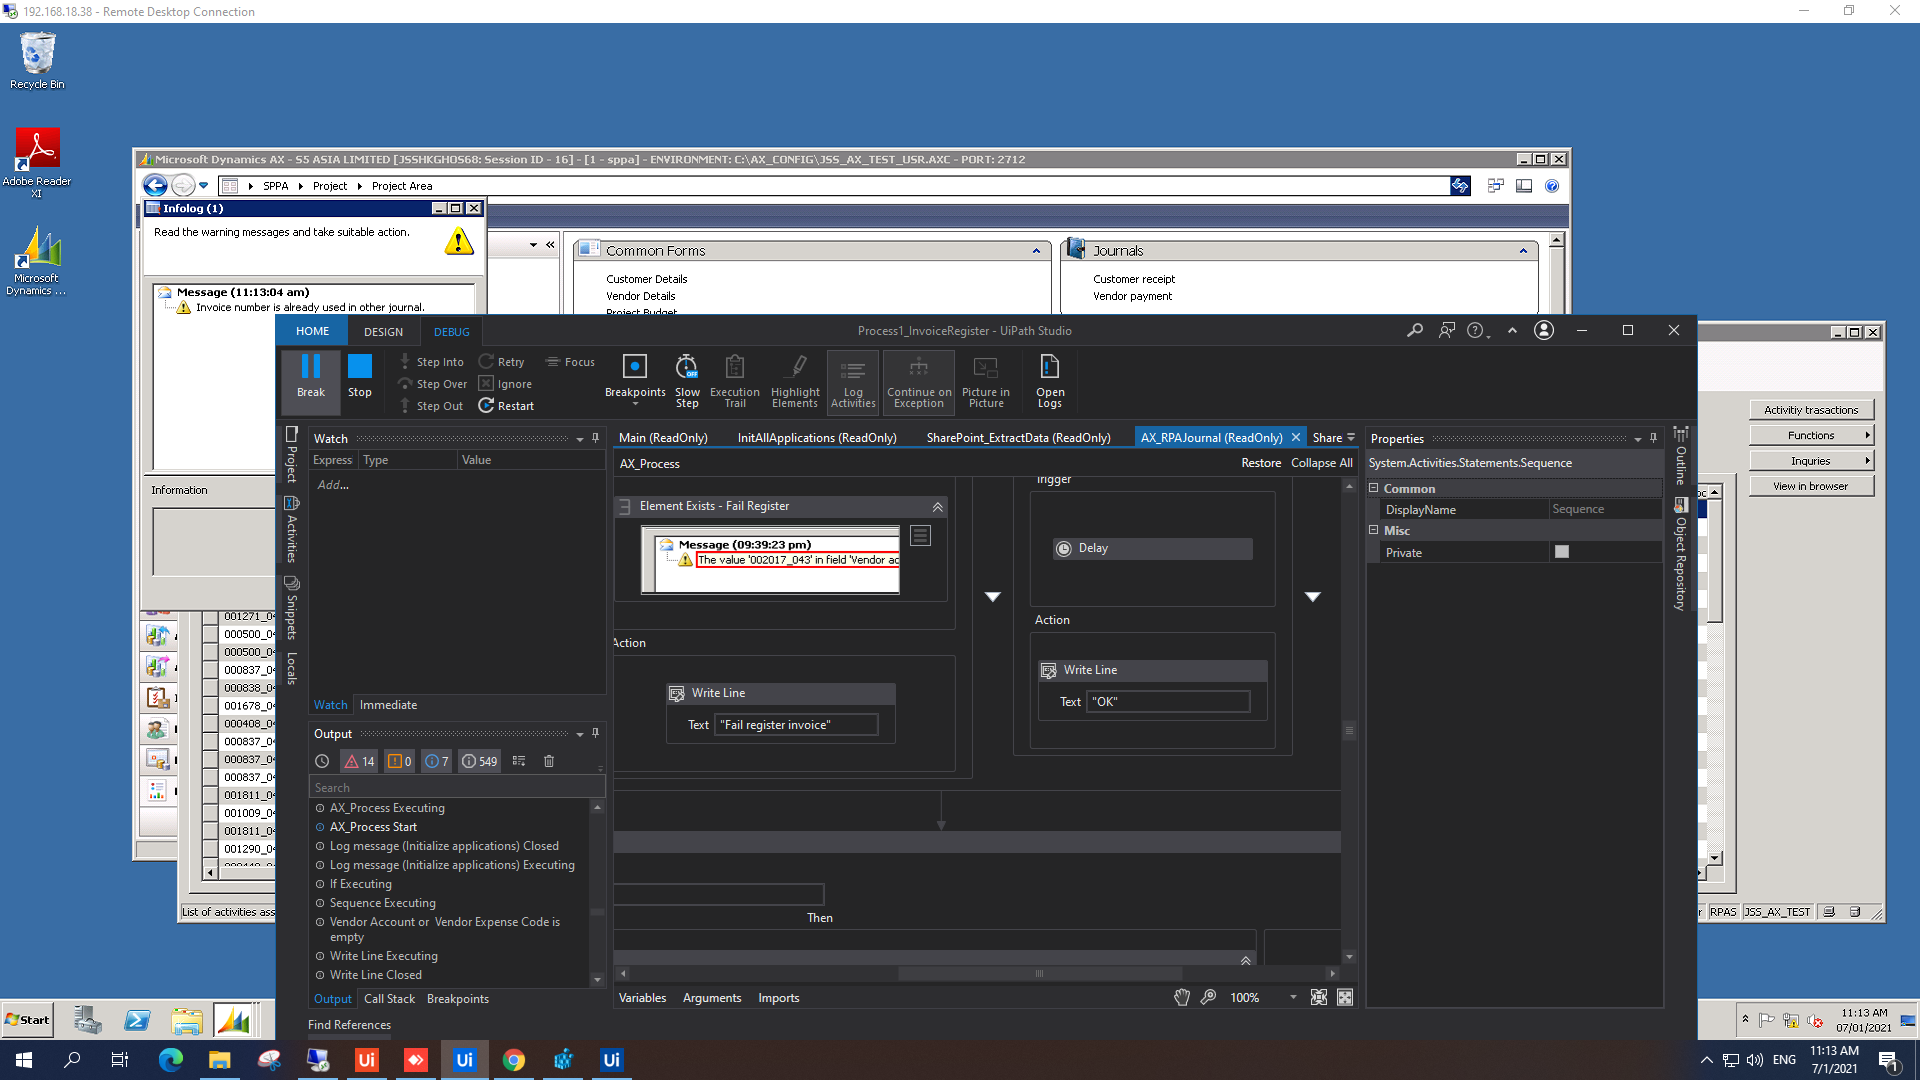 192.168.18.38 - Remote Desktop Connection
Recycle Bin
Adobe Reader
XI
Microsoft
Dynamics ...
Microsoft Dynamics AX - S5 ASIA LIMITED [JSSHKGHOS68: Session ID - 16] - [1 - sppa] - ENVIRONMENT: C:\AX_CONFIG\JSS_AX_TEST_USR.AXC - PORT: 2712
SPPA
Project
Project Area
Infolog (1)
Read the warning messages and take suitable action.
Message (11:13:04 am)
Invoice number is already used in other journal.
Information
Common Forms
Customer Details
Vendor Details
Project Budget
Journals
Customer receipt
Vendor payment
HOME
DESIGN
DEBUG
Process1_InvoiceRegister - UiPath Studio
Break
Stop
Step Into
Step Over
Step Out
Retry
Ignore
Restart
Focus
Breakpoints
Slow
Step
Execution
Trail
Highlight
Elements
Log
Activities
Continue on
Exception
Picture in
Picture
Open
Logs
Project
Activities
Snippets
Locals
Watch
Express
Type
Value
Add...
Watch
Immediate
Output
14
0
7
549
Search
AX_Process Executing
AX_Process Start
Log message (Initialize applications) Closed
Log message (Initialize applications) Executing
If Executing
Sequence Executing
Vendor Account or Vendor Expense Code is
empty
Write Line Executing
Write Line Closed
Output
Call Stack
Breakpoints
Find References
Main (ReadOnly)
InitAllApplications (ReadOnly)
SharePoint_ExtractData (ReadOnly)
AX_RPAJournal (ReadOnly)
Share
AX_Process
Restore
Collapse All
Element Exists - Fail Register
Message (09:39:23 pm)
The value '002017_043' in field 'Vendor ac
Action
Write Line
Text
"Fail register invoice"
Trigger
Delay
Action
Write Line
Text
"OK"
Then
Variables
Arguments
Imports
100%
Properties
System.Activities.Statements.Sequence
Common
DisplayName
Sequence
Misc
Private
Outline
Object Repository
Activitiy trasactions
Functions
Inquries
View in browser
001271_04
000500_04
000500_04
000837_04
000838_04
001678_04
000408_04
000837_04
000837_04
000837_04
001811_04
001009_04
001811_04
001290_04
List of activities ass
RPAS
JSS_AX_TEST
Start
11:13 AM
07/01/2021
Ui
Ui
Ui
ENG
11:13 AM
7/1/2021
1